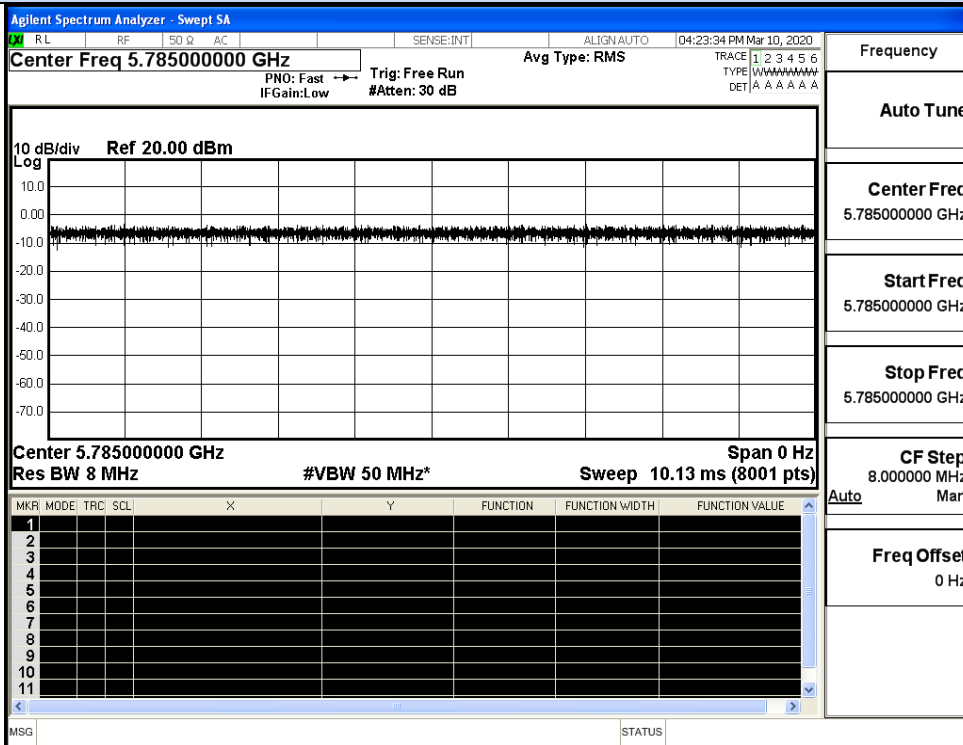 Agilent Spectrum Analyzer - Swept SA
LXI RL RF 50 Ω AC SENSE:INT ALIGN AUTO 04:23:34 PM Mar 10, 2020
Center Freq 5.785000000 GHz Avg Type: RMS TRACE 1 2 3 4 5 6
PNO: Fast Trig: Free Run TYPE WWWWWW
IFGain:Low #Atten: 30 dB DET A A A A A A
10 dB/div Ref 20.00 dBm
Log
10.0
0.00
-10.0
-20.0
-30.0
-40.0
-50.0
-60.0
-70.0
Center 5.785000000 GHz Span 0 Hz
Res BW 8 MHz #VBW 50 MHz* Sweep 10.13 ms (8001 pts)
MKR MODE TRC SCL X Y FUNCTION FUNCTION WIDTH FUNCTION VALUE
1
2
3
4
5
6
7
8
9
10
11
MSG STATUS
Frequency
Auto Tune
Center Freq
5.785000000 GHz
Start Freq
5.785000000 GHz
Stop Freq
5.785000000 GHz
CF Step
8.000000 MHz
Auto Man
Freq Offset
0 Hz